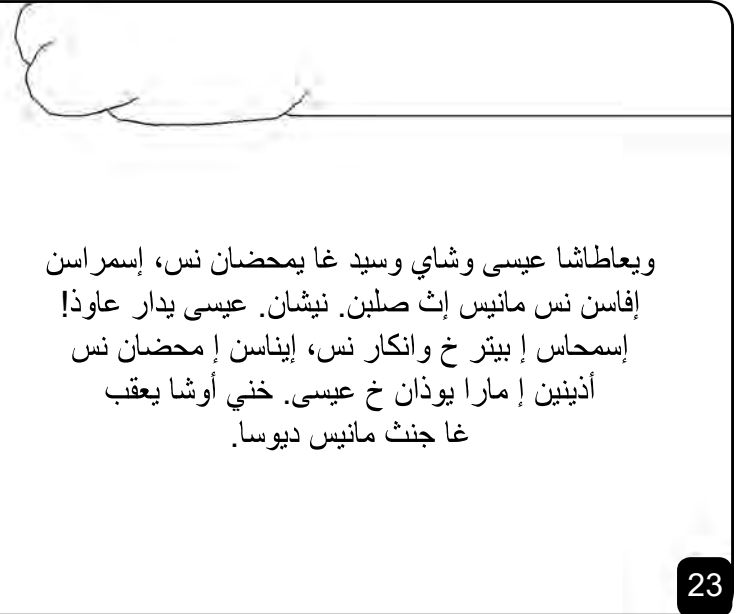 ويعاطاشا عيسى وشاي وسيد غا يمحضان نس، إسمراسن
إفاسن نس مانيس إث صلبن. نيشان. عيسى يدار عاوذ!
إسمحاس إ بيتر خ وانكار نس، إيناسن إ محضان نس
أذينين إ مارا يوذان خ عيسى. خني أوشا يعقب
غا جنث مانيس ديوسا.
23